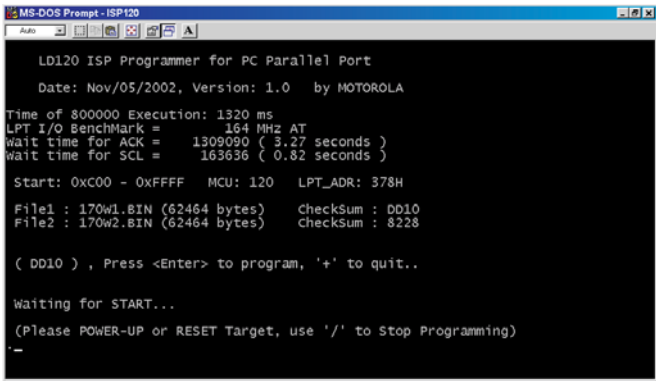 MS-DOS Prompt - ISP120
Auto
A
LD120 ISP Programmer for PC Parallel Port
Date: Nov/05/2002, Version: 1.0 by MOTOROLA
Time of 800000 Execution: 1320 ms
LPT I/O BenchMark = 164 MHz AT
Wait time for ACK = 1309090 ( 3.27 seconds )
Wait time for SCL = 163636 ( 0.82 seconds )
Start: 0xC00 - 0xFFFF MCU: 120 LPT_ADR: 378H
File1 : 170W1.BIN (62464 bytes) CheckSum : DD10
File2 : 170W2.BIN (62464 bytes) CheckSum : 8228
( DD10 ) , Press <Enter> to program, '+' to quit..
Waiting for START...
(Please POWER-UP or RESET Target, use '/' to Stop Programming)
._